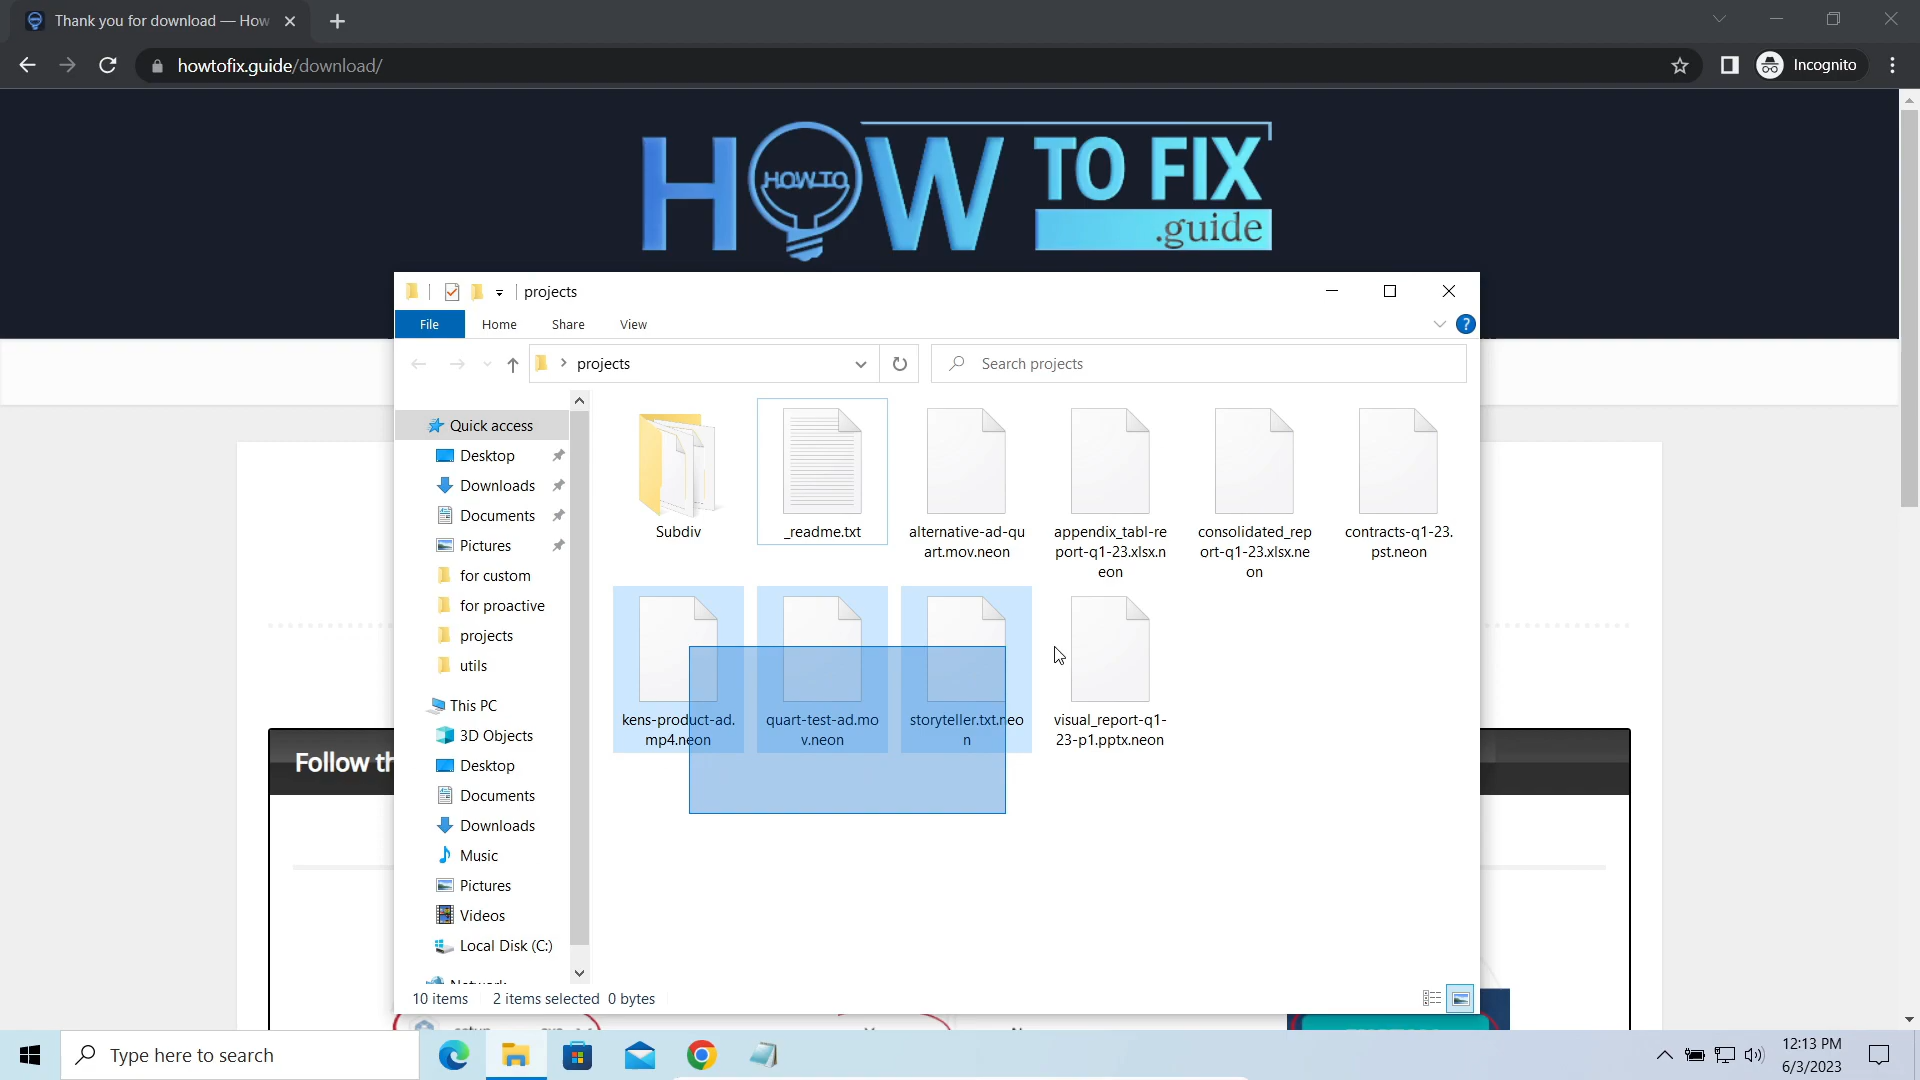 Thank you for download — How
howtofix.guide/download/
Incognito
HOW TO FIX
HOW TO
.guide
projects
File Home Share View
projects
Search projects
Quick access
Desktop
Downloads
Documents
Pictures
for custom
for proactive
projects
utils
This PC
3D Objects
Desktop
Documents
Downloads
Music
Pictures
Videos
Local Disk (C:)
Subdiv
_readme.txt
alternative-ad-qu
art.mov.neon
appendix_tabl-re
port-q1-23.xlsx.n
eon
consolidated_rep
ort-q1-23.xlsx.ne
on
contracts-q1-23.
pst.neon
kens-product-ad.
mp4.neon
quart-test-ad.mo
v.neon
storyteller.txt.neo
n
visual_report-q1-
23-p1.pptx.neon
Follow th
10 items 2 items selected 0 bytes
Type here to search
12:13 PM
6/3/2023